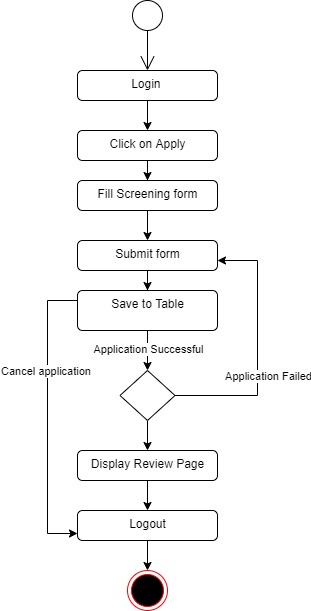 Login
Click on Apply
Fill Screening form
Submit form
Save to Table
Application Successful
Cancel application
Application Failed
Display Review Page
Logout